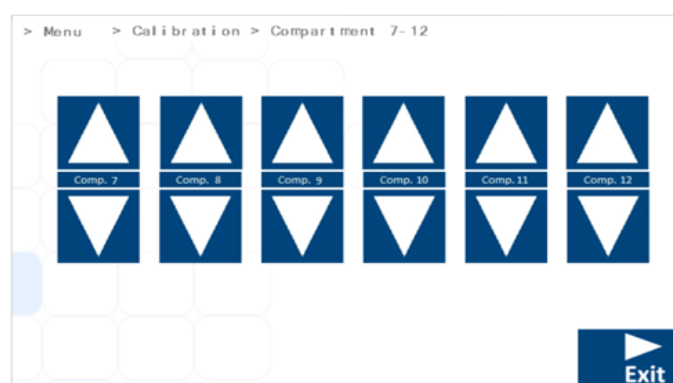 > Menu > Calibration > Compartment 7-12
Comp. 7 Comp. 8 Comp. 9 Comp. 10 Comp. 11 Comp. 12
Exit